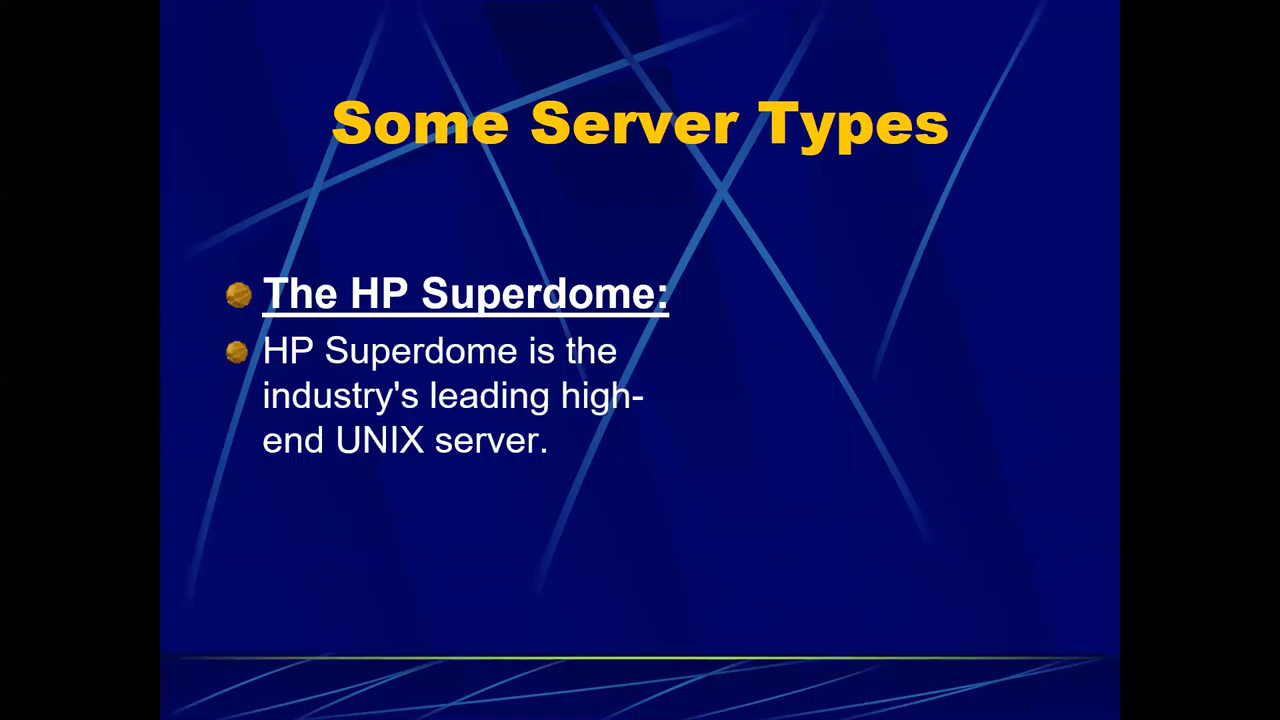 Some Server Types
The HP Superdome:
HP Superdome is the
industry's leading high-
end UNIX server.